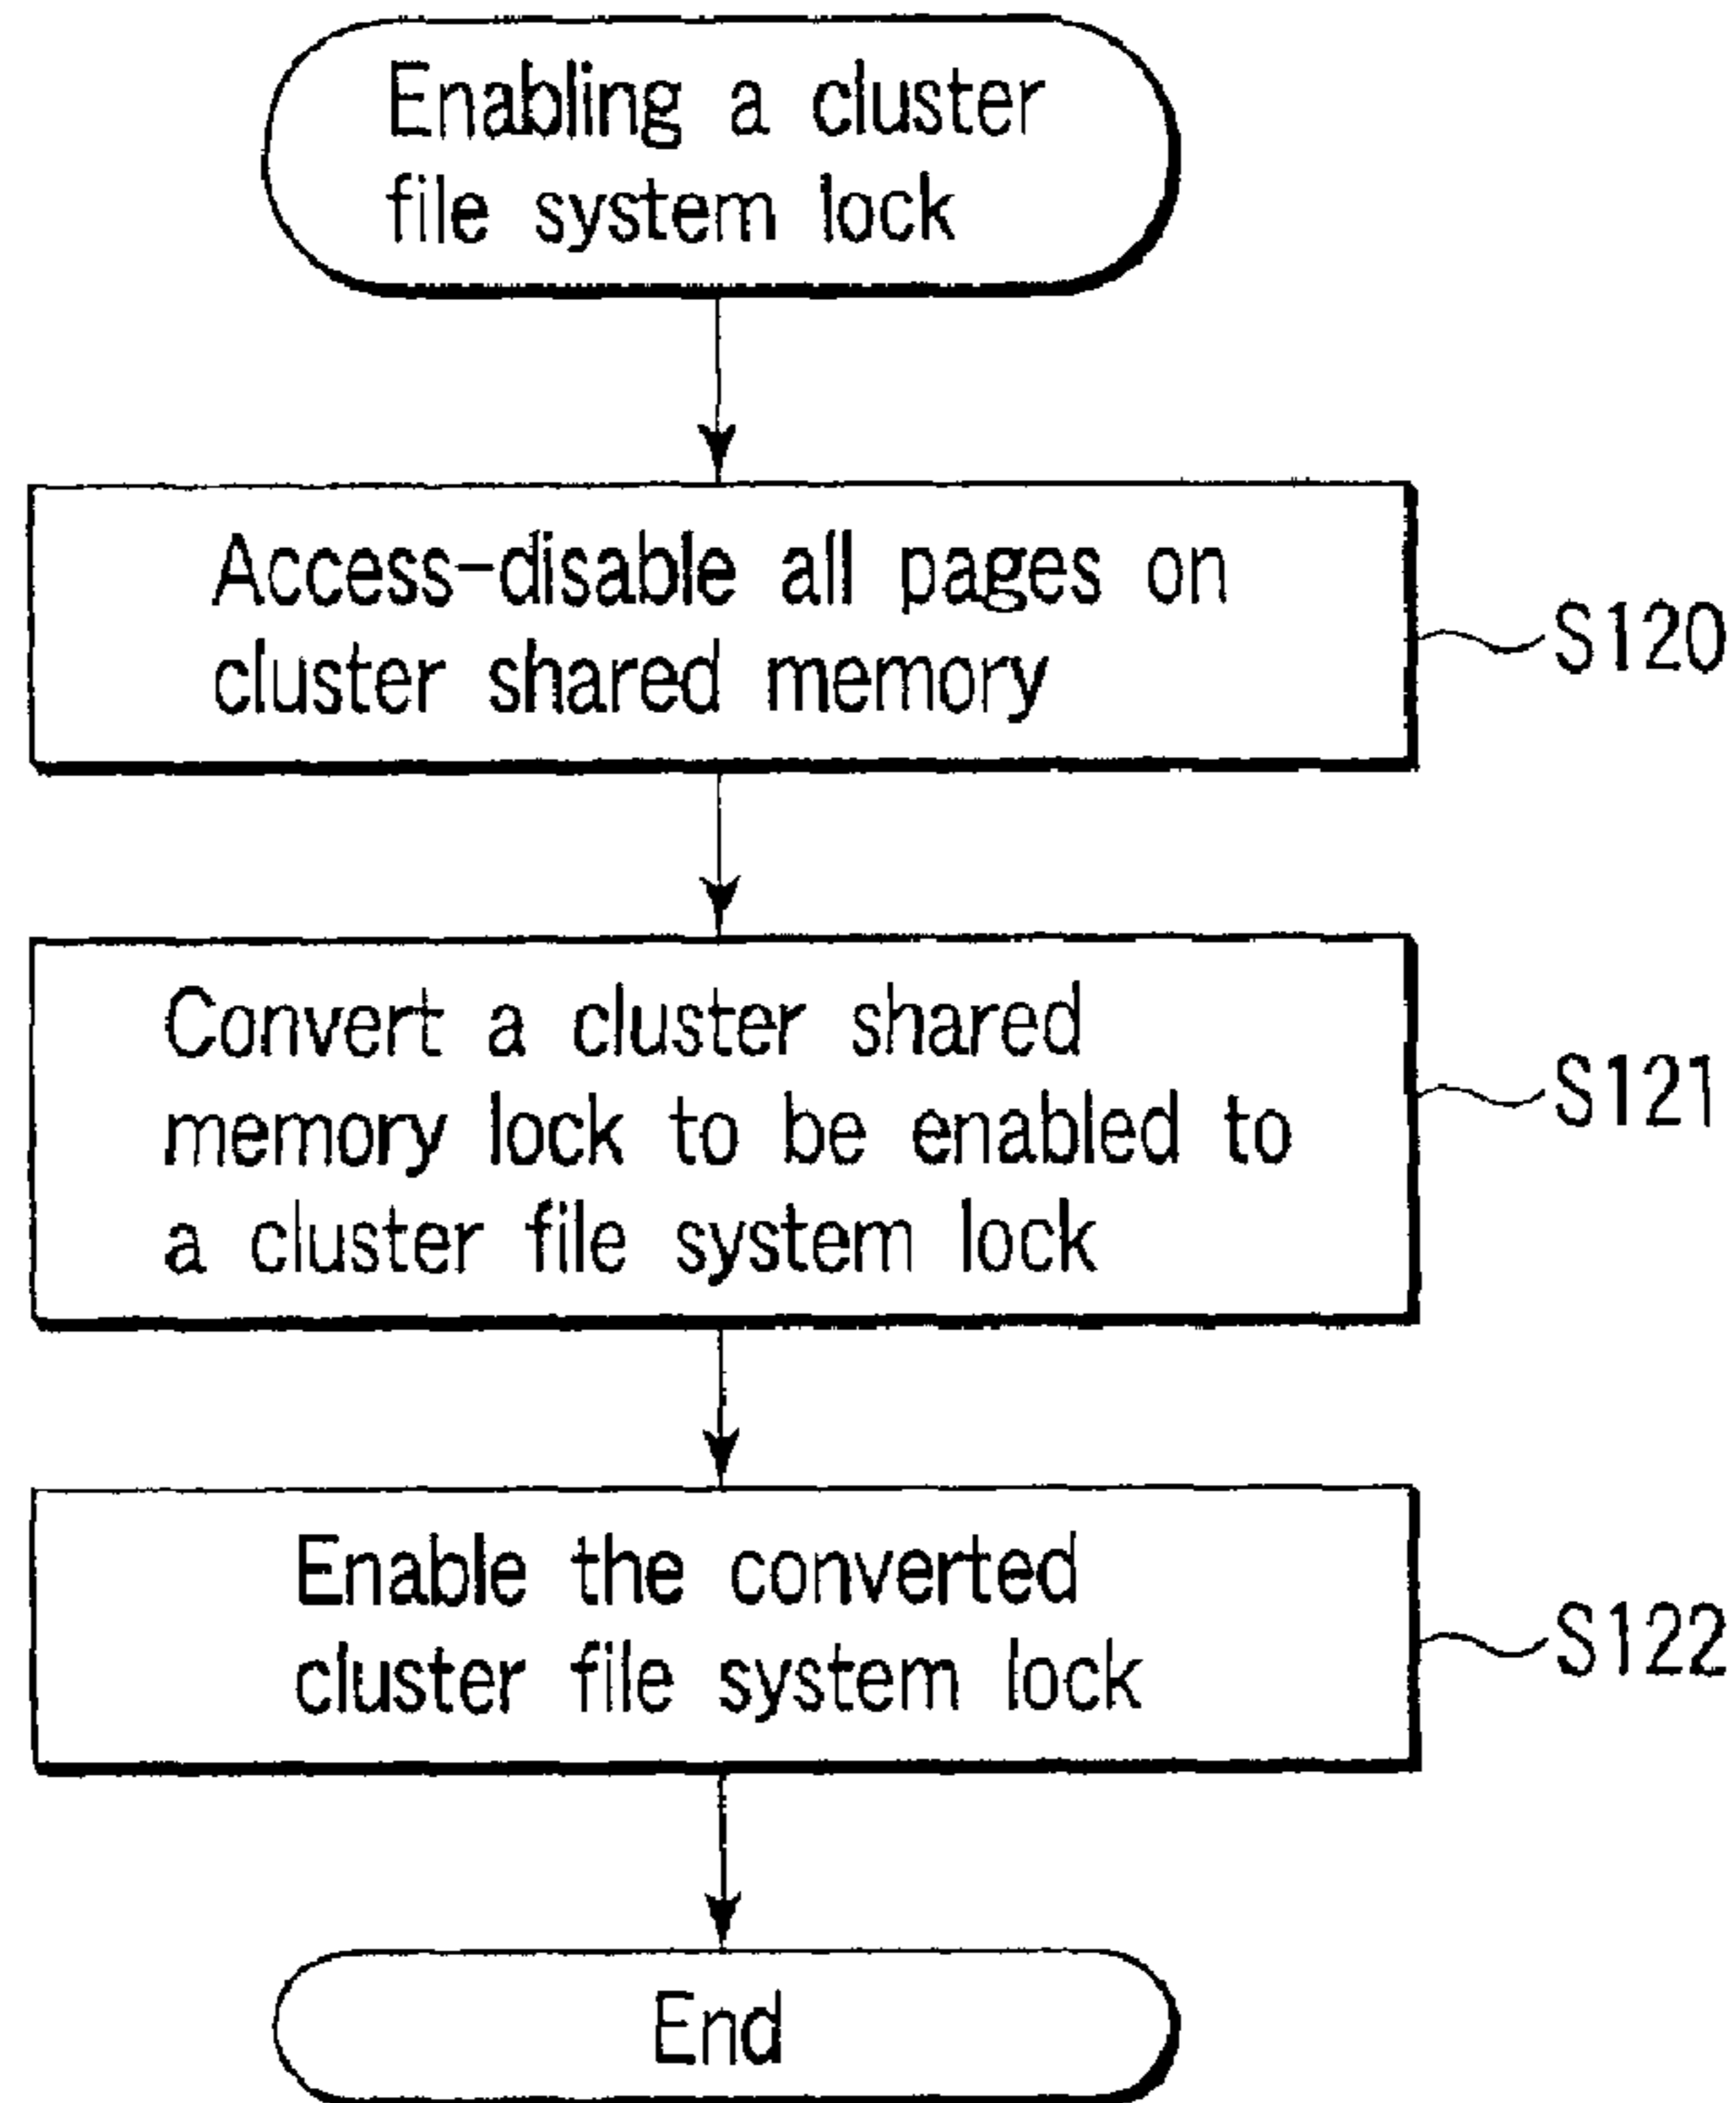 Enabling a cluster
file system lock
Access-disable all pages on
cluster shared memory
S120
Convert a cluster shared
memory lock to be enabled to
a cluster file system lock
S121
Enable the converted
cluster file system lock
S122
End